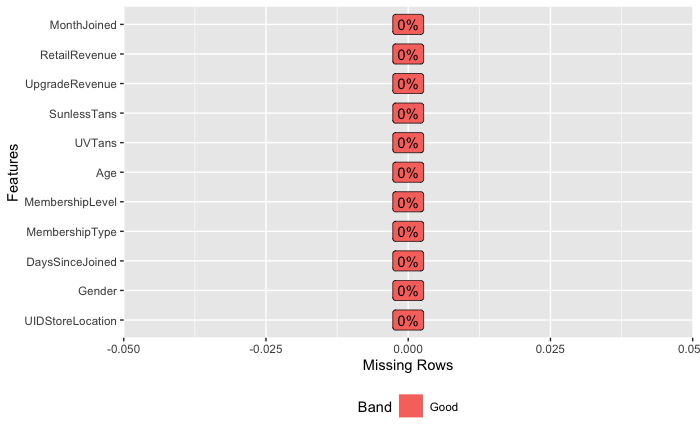 Features
MonthJoined 0%
RetailRevenue 0%
UpgradeRevenue 0%
SunlessTans 0%
UVTans 0%
Age 0%
MembershipLevel 0%
MembershipType 0%
DaysSinceJoined 0%
Gender 0%
UIDStoreLocation 0%
-0.050 -0.025 0.000 0.025 0.05
Missing Rows
Band Good